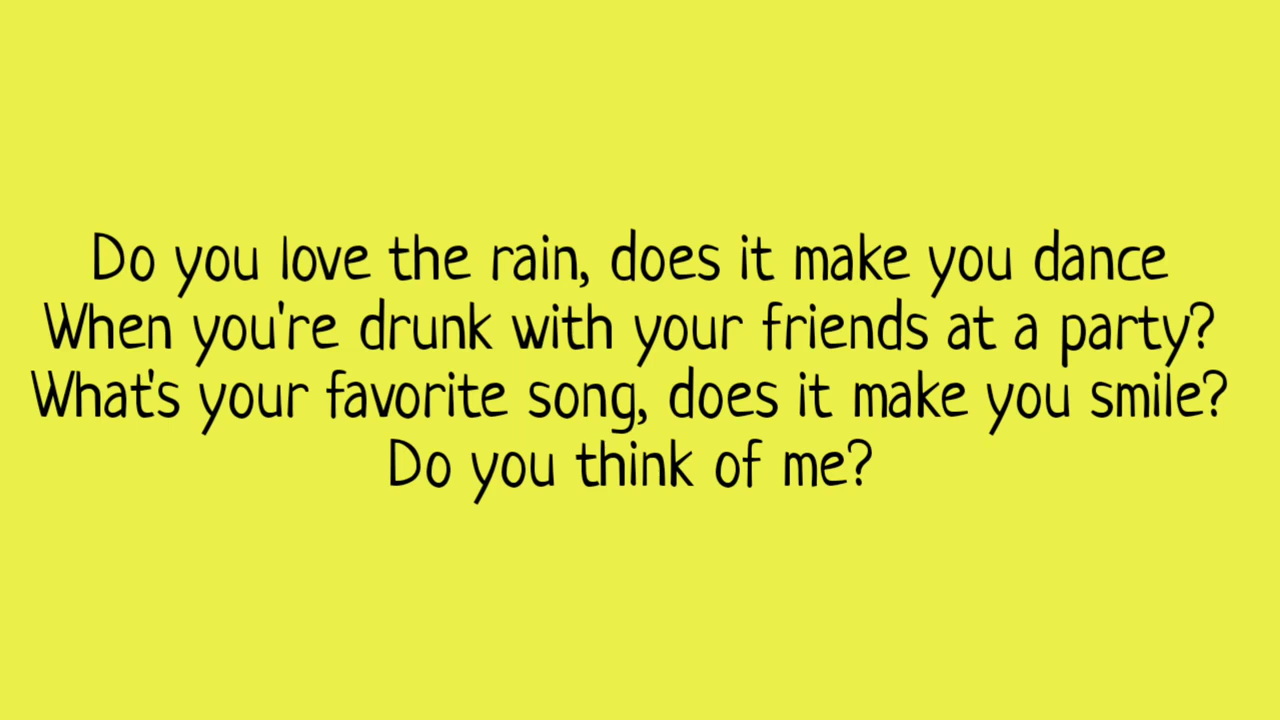 Do you love the rain, does it make you dance
When you're drunk with your friends at a party?
What's your favorite song, does it make you smile?
Do you think of me?